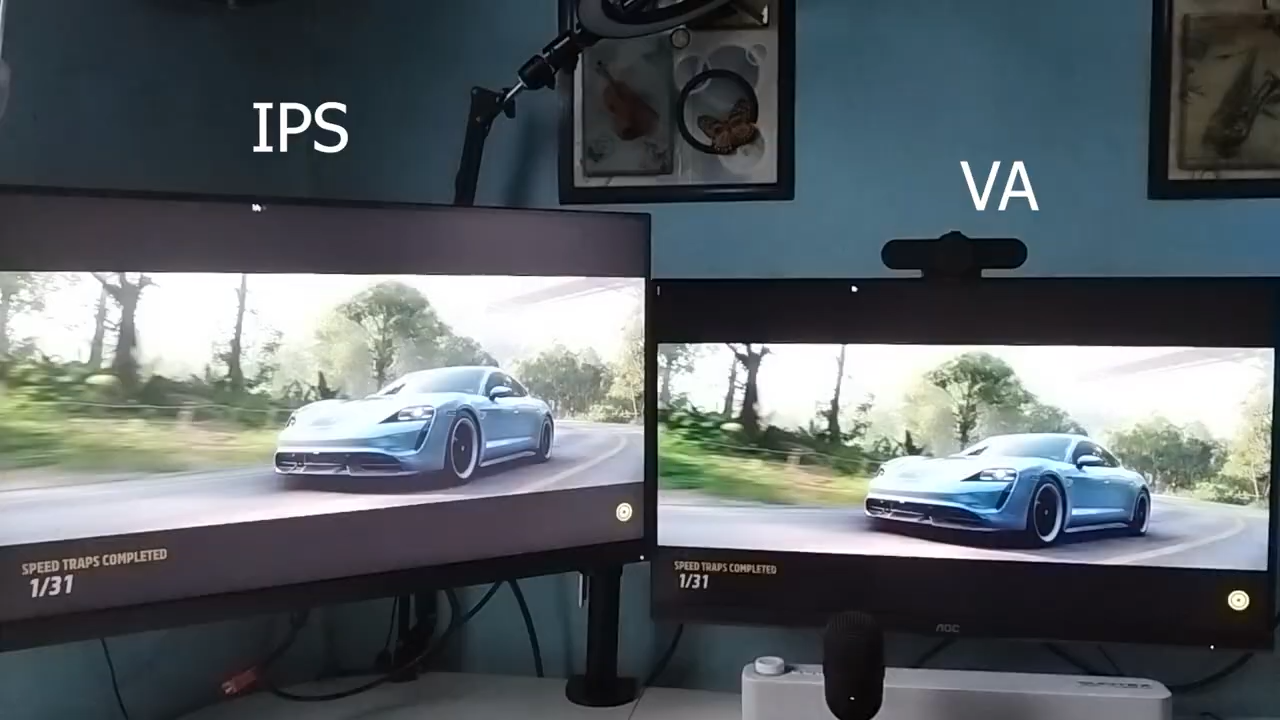 IPS
VA
SPEED TRAPS COMPLETED
1/31
SPEED TRAPS COMPLETED
1/31
AOC